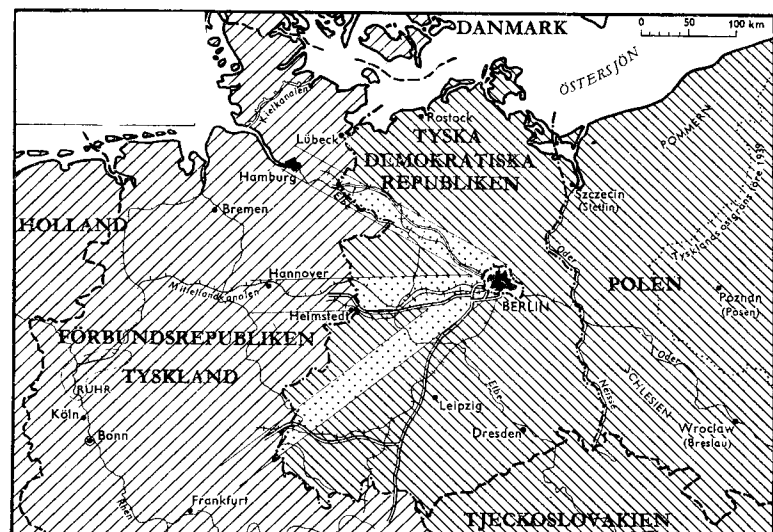 DANMARK
0 50 100 km
ÖSTERSJÖN
Kielkanalen
Rostock
Lübeck
TYSKA
DEMOKRATISKA
REPUBLIKEN
POMMERN
Tysklands östgräns före 1939
Hamburg
Elbe
Szczecin
(Stettin)
HOLLAND
Bremen
Oder
Hannover
POLEN
Mittellandkanalen
BERLIN
Poznań
(Posen)
Helmstedt
FÖRBUNDSREPUBLIKEN
TYSKLAND
Oder
SCHLESIEN
RUHR
Elbe
Neisse
Köln
Leipzig
Bonn
Dresden
Wroclaw
(Breslau)
Rhen
Frankfurt
TJECKOSLOVAKIEN